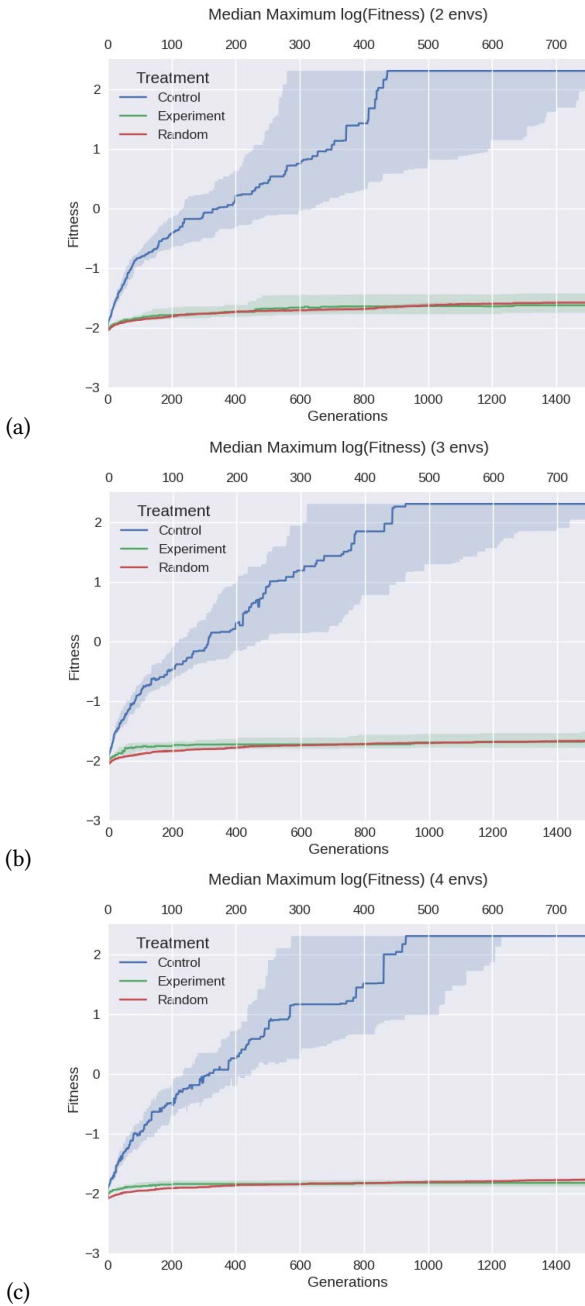 Median Maximum log(Fitness) (2 envs)
0 100 200 300 400 500 600 700
Treatment
Control
Experiment
Random
2
1
0
−1
−2
−3
Fitness
0 200 400 600 800 1000 1200 1400
Generations
(a)
Median Maximum log(Fitness) (3 envs)
0 100 200 300 400 500 600 700
Treatment
Control
Experiment
Random
2
1
0
−1
−2
−3
Fitness
0 200 400 600 800 1000 1200 1400
Generations
(b)
Median Maximum log(Fitness) (4 envs)
0 100 200 300 400 500 600 700
Treatment
Control
Experiment
Random
2
1
0
−1
−2
−3
Fitness
0 200 400 600 800 1000 1200 1400
Generations
(c)